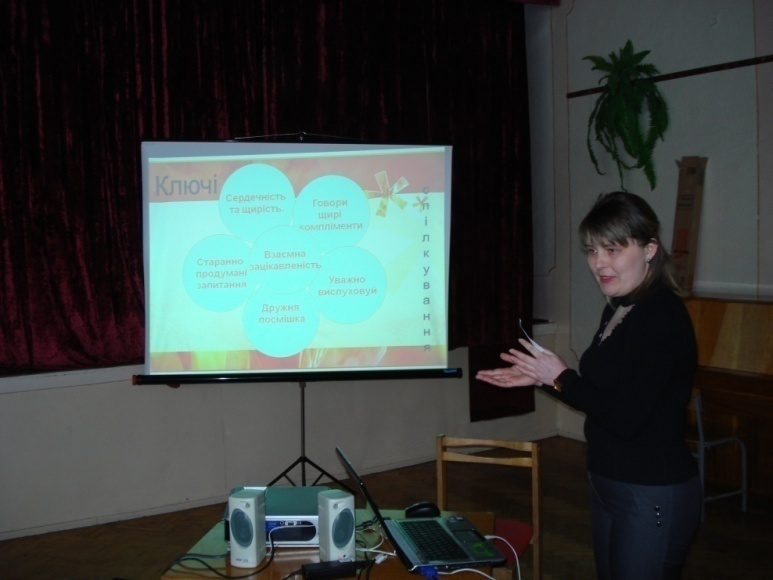 Ключі
спілкування
Сердечність
та щирість.
Говори
щирі
компліменти
Старанно
продумані
запитання
Взаємна
зацікавленість
Уважно
вислуховуй
Дружня
посмішка